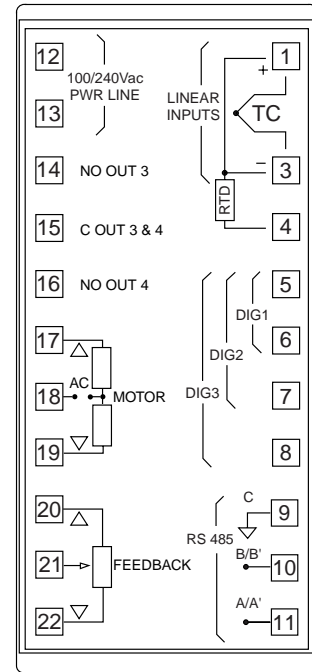 12
100/240Vac
PWR LINE
13
14 NO OUT 3
15 C OUT 3 & 4
16 NO OUT 4
17
18 AC MOTOR
19
20
21 FEEDBACK
22
LINEAR
INPUTS
1
+
TC
−
3
RTD
4
5
DIG1
6
DIG2
7
DIG3
8
C
9
RS 485
B/B'
10
A/A'
11